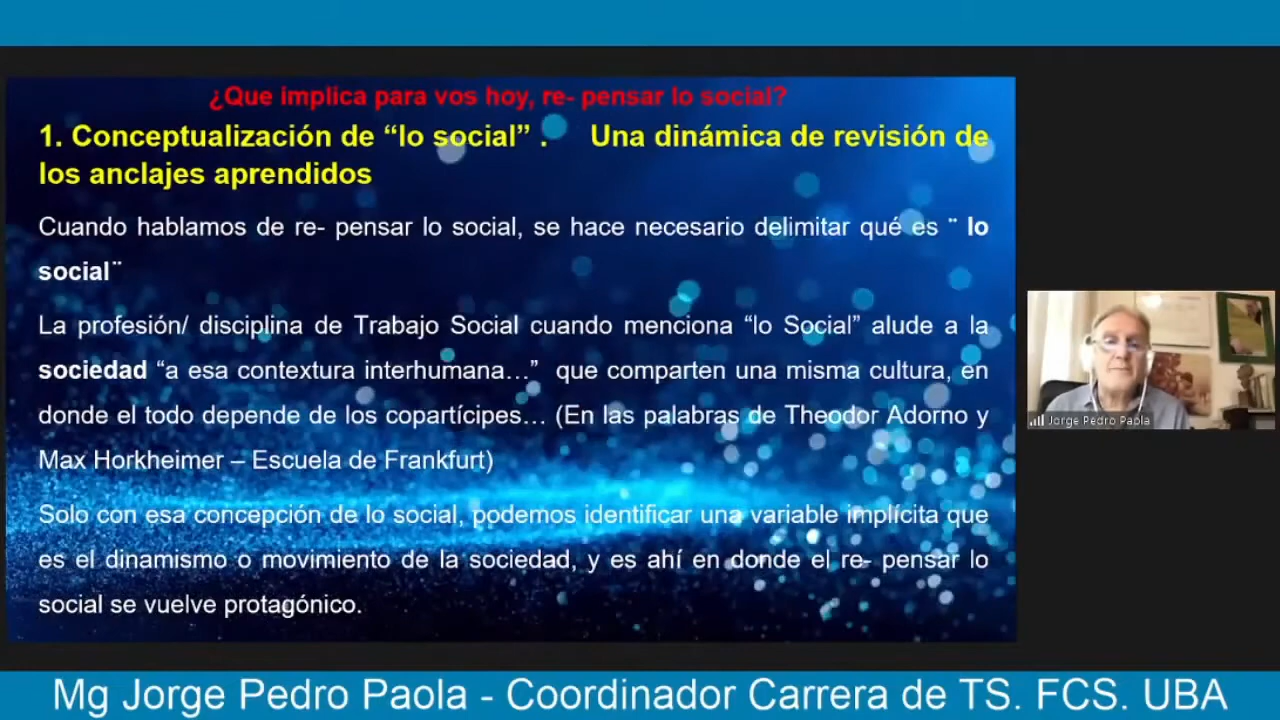 ¿Que implica para vos hoy, re- pensar lo social?
1. Conceptualización de “lo social” . Una dinámica de revisión de
los anclajes aprendidos
Cuando hablamos de re- pensar lo social, se hace necesario delimitar qué es ¨ lo
social¨
La profesión/ disciplina de Trabajo Social cuando menciona “lo Social” alude a la
sociedad “a esa contextura interhumana…” que comparten una misma cultura, en
donde el todo depende de los copartícipes… (En las palabras de Theodor Adorno y
Max Horkheimer – Escuela de Frankfurt)
Solo con esa concepción de lo social, podemos identificar una variable implícita que
es el dinamismo o movimiento de la sociedad, y es ahí en donde el re- pensar lo
social se vuelve protagónico.
Jorge Pedro Paola
Mg Jorge Pedro Paola - Coordinador Carrera de TS. FCS. UBA